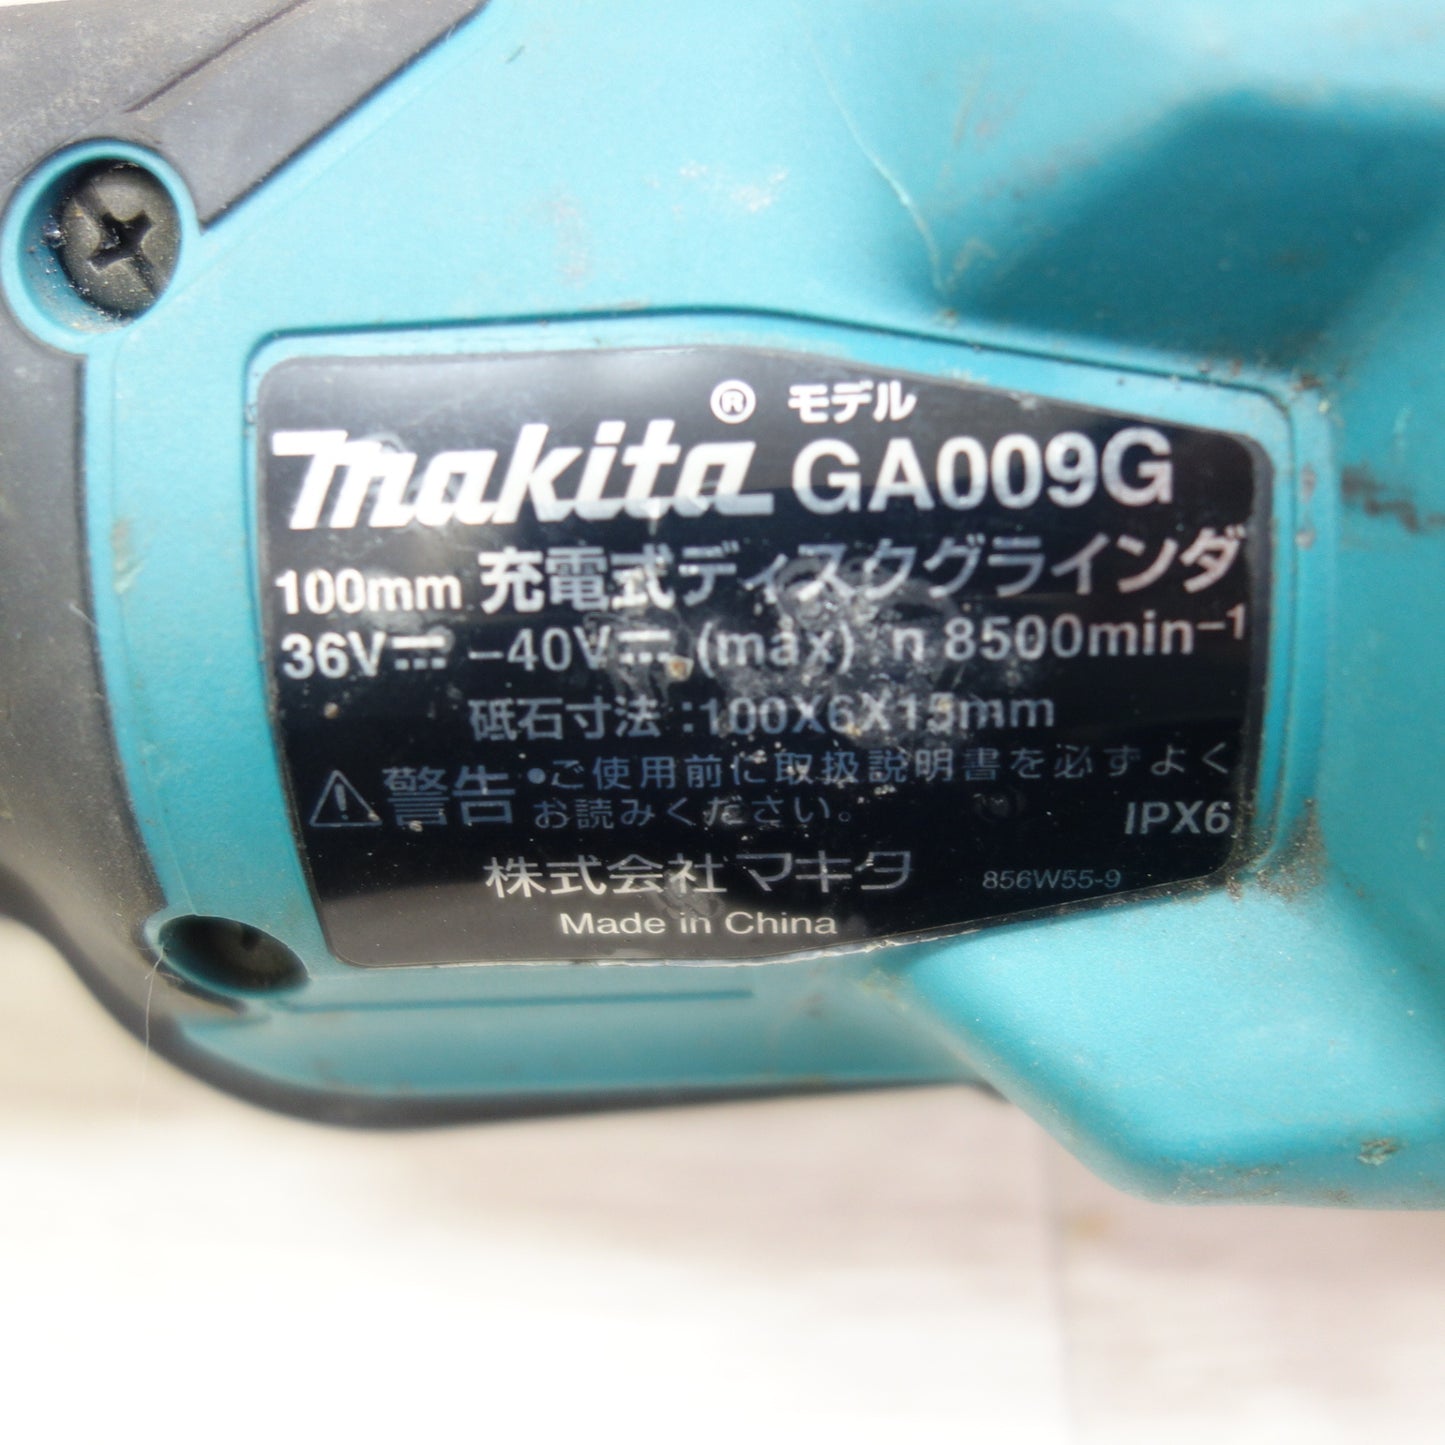 makita® モデル GA009G
100mm 充電式ディスクグラインダ
36V⎓ -40V⎓ (max) n 8500min⁻¹
砥石寸法:100X6X15mm
警告 •ご使用前に取扱説明書を必ずよく
お読みください。
IPX6
株式会社マキタ 856W55-9
Made in China